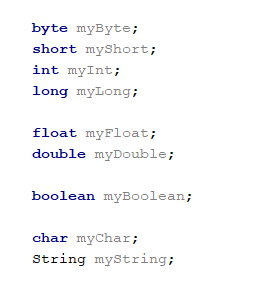 byte myByte;
short myShort;
int myInt;
long myLong;
float myFloat;
double myDouble;
boolean myBoolean;
char myChar;
String myString;